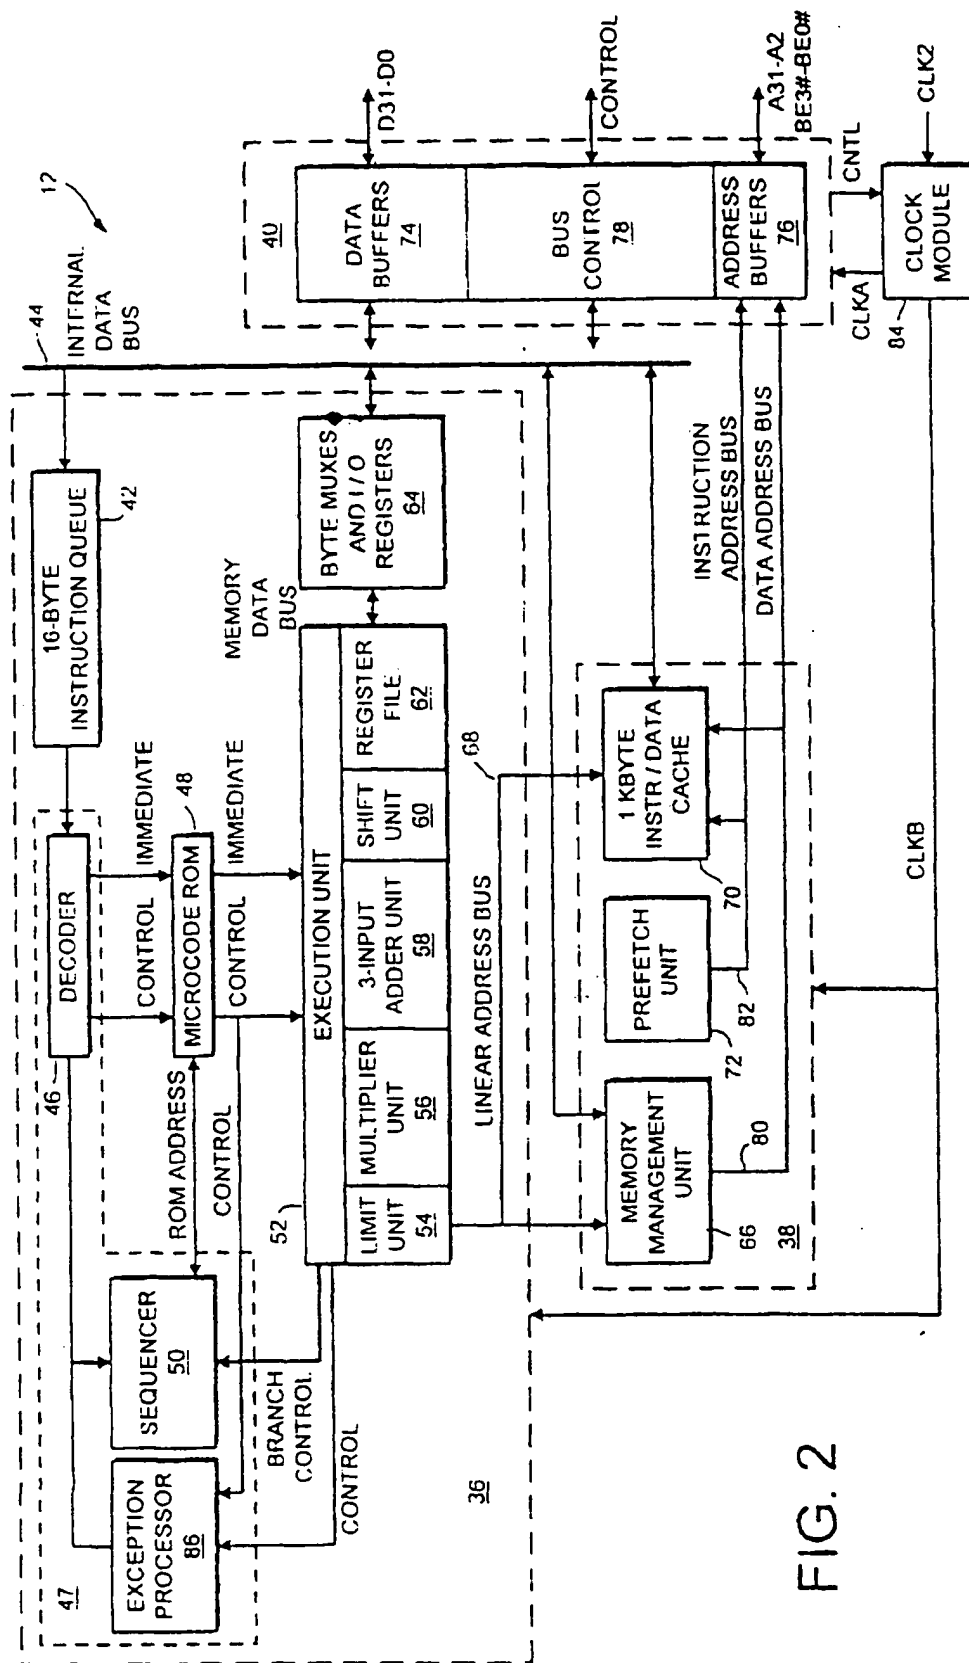 12
44
INTERNAL
DATA
BUS
16-BYTE
INSTRUCTION QUEUE
42
DECODER
46
47
IMMEDIATE
CONTROL
MICROCODE ROM
48
IMMEDIATE
CONTROL
ROM ADDRESS
CONTROL
SEQUENCER
50
EXCEPTION
PROCESSOR
86
BRANCH
CONTROL
CONTROL
36
EXECUTION UNIT
52
LIMIT
UNIT
54
MULTIPLIER
UNIT
56
3-INPUT
ADDER UNIT
58
SHIFT
UNIT
60
REGISTER
FILE
62
MEMORY
DATA
BUS
BYTE MUXES
AND I/O
REGISTERS
64
40
DATA
BUFFERS
74
BUS
CONTROL
78
ADDRESS
BUFFERS
76
D31-D0
CONTROL
A31-A2
BE3#-BE0#
LINEAR ADDRESS BUS
68
INSTRUCTION
ADDRESS BUS
DATA ADDRESS BUS
1 KBYTE
INSTR/DATA
CACHE
70
PREFETCH
UNIT
72
82
MEMORY
MANAGEMENT
UNIT
66
80
38
CNTL
CLKA
CLOCK
MODULE
84
CLK2
CLKB
FIG. 2